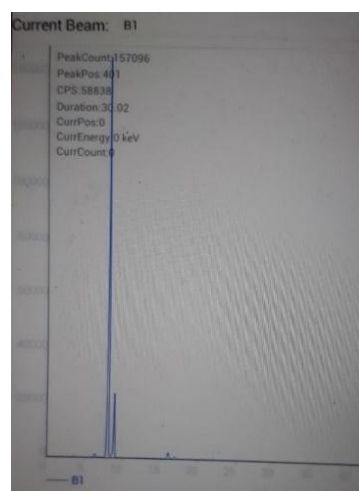 Current Beam: B1
PeakCount:157096
PeakPos:401
CPS:58838
Duration:30.02
CurrPos:0
CurrEnergy:0 keV
CurrCount:0
B1